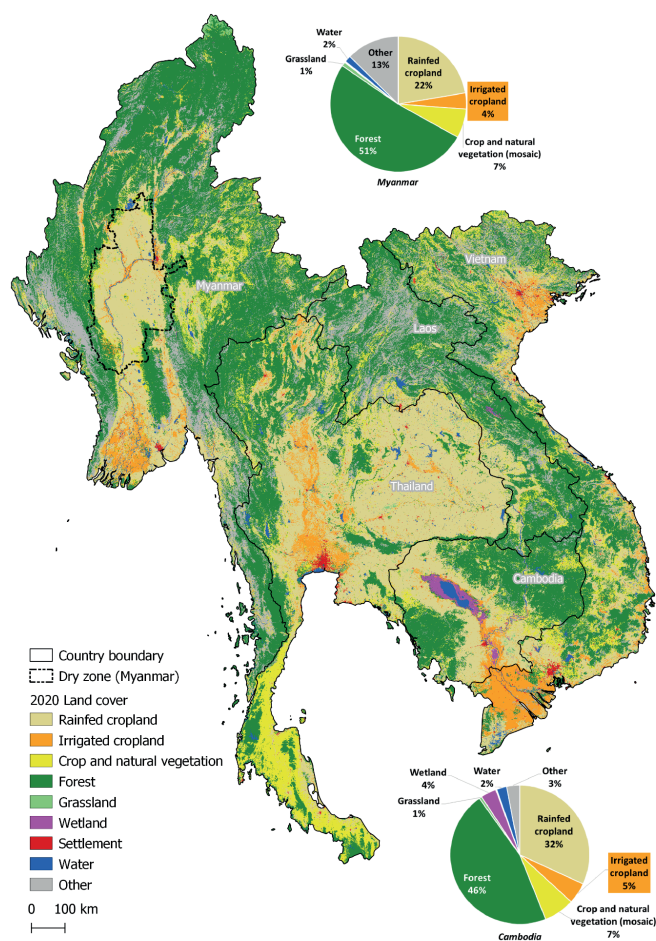 Water
2%
Other
13%
Grassland
1%
Rainfed
cropland
22%
Irrigated
cropland
4%
Forest
51%
Crop and natural
vegetation (mosaic)
7%
Myanmar
Vietnam
Myanmar
Laos
Thailand
Cambodia
Country boundary
Dry zone (Myanmar)
2020 Land cover
Rainfed cropland
Irrigated cropland
Crop and natural vegetation
Forest
Grassland
Wetland
Settlement
Water
Other
0 100 km
Wetland
4%
Water
2%
Other
3%
Grassland
1%
Rainfed
cropland
32%
Irrigated
cropland
5%
Forest
46%
Crop and natural
vegetation (mosaic)
7%
Cambodia